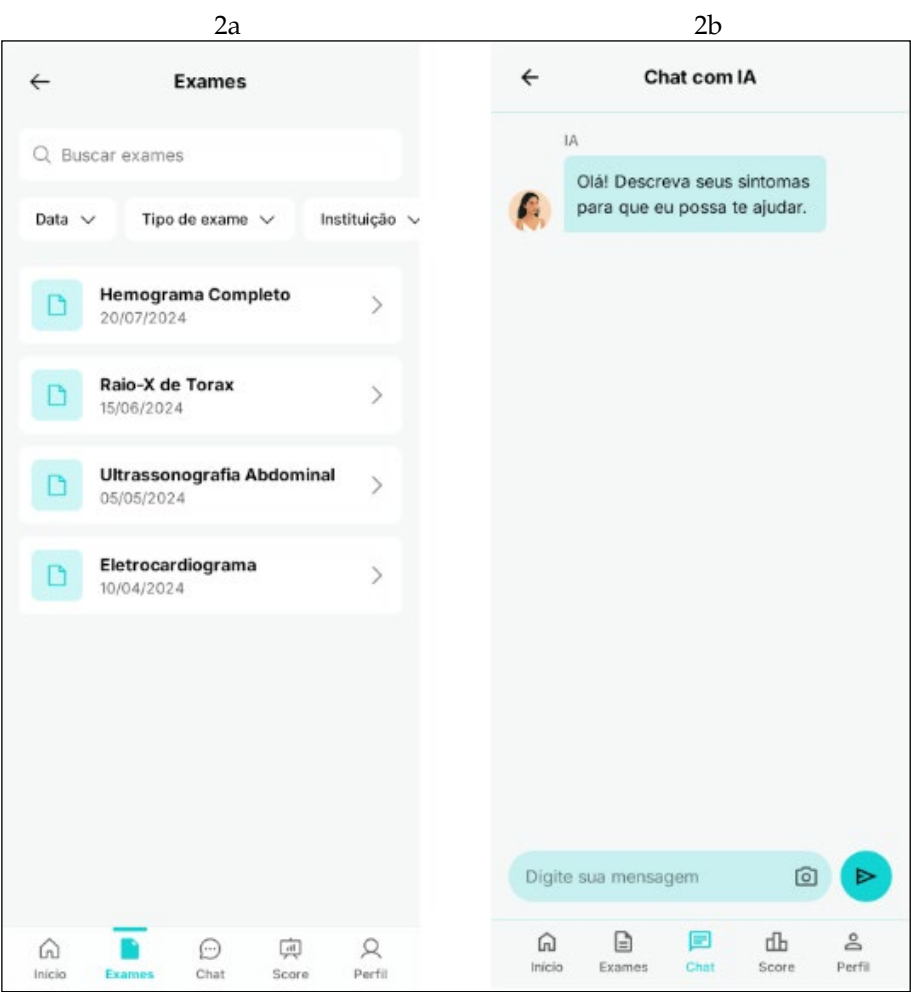 2a
Exames
Buscar exames
Data Tipo de exame Instituição
Hemograma Completo
20/07/2024
Raio-X de Torax
15/06/2024
Ultrassonografia Abdominal
05/05/2024
Eletrocardiograma
10/04/2024
Início Exames Chat Score Perfil
2b
Chat com IA
IA
Olá! Descreva seus sintomas
para que eu possa te ajudar.
Digite sua mensagem
Início Exames Chat Score Perfil